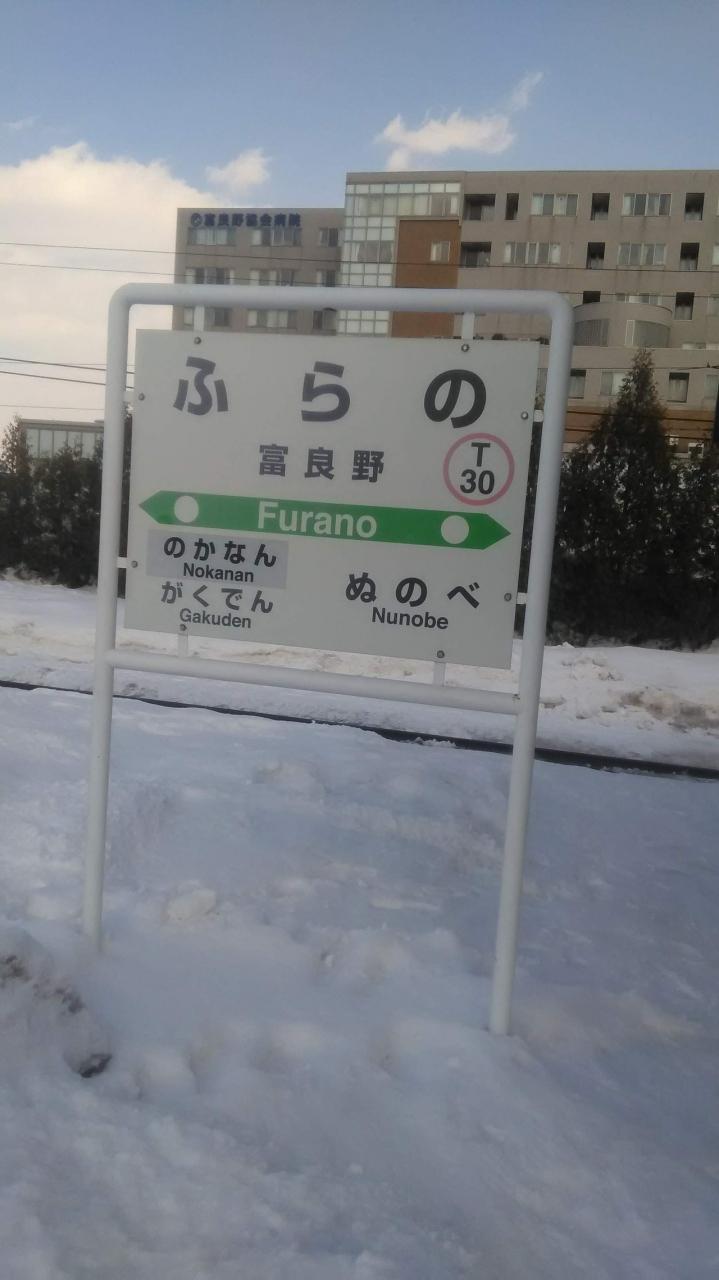 富良野協会病院
ふらの
富良野
T
30
Furano
のかなん
Nokanan
がくでん
Gakuden
ぬのべ
Nunobe